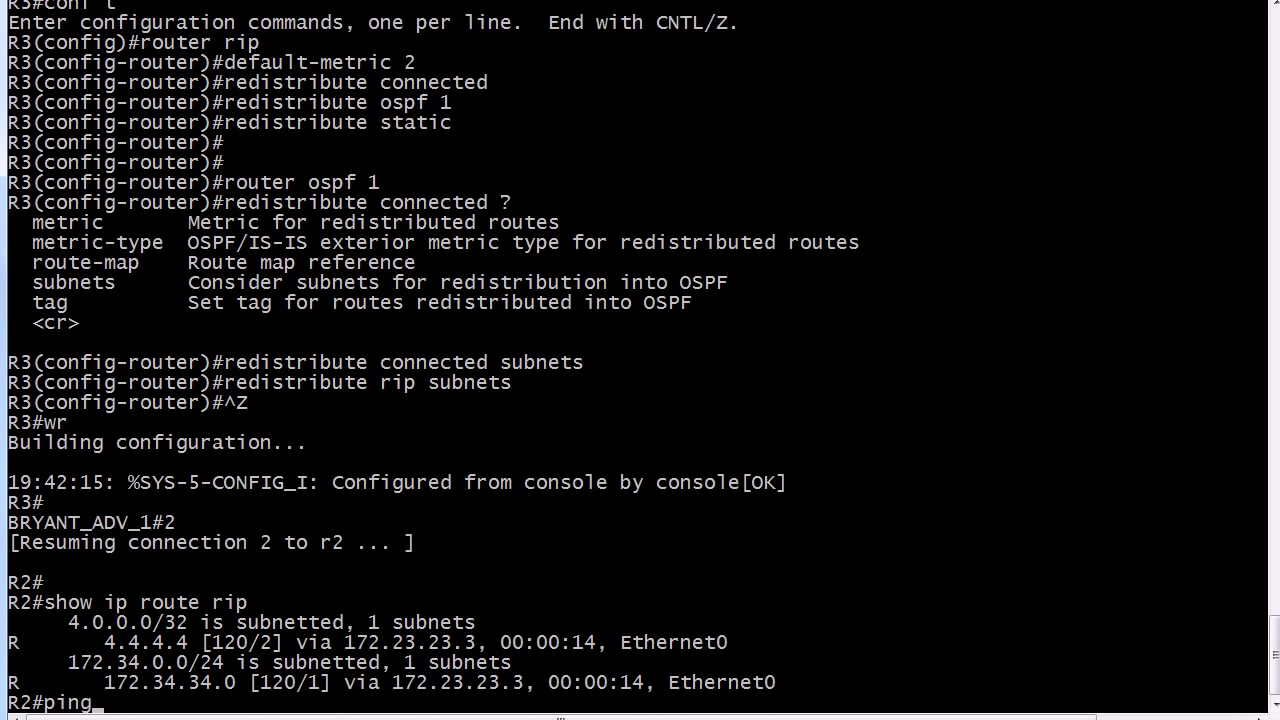 R3#conf t
Enter configuration commands, one per line.  End with CNTL/Z.
R3(config)#router rip
R3(config-router)#default-metric 2
R3(config-router)#redistribute connected
R3(config-router)#redistribute ospf 1
R3(config-router)#redistribute static
R3(config-router)#
R3(config-router)#
R3(config-router)#router ospf 1
R3(config-router)#redistribute connected ?
  metric       Metric for redistributed routes
  metric-type  OSPF/IS-IS exterior metric type for redistributed routes
  route-map    Route map reference
  subnets      Consider subnets for redistribution into OSPF
  tag          Set tag for routes redistributed into OSPF
  <cr>
R3(config-router)#redistribute connected subnets
R3(config-router)#redistribute rip subnets
R3(config-router)#^Z
R3#wr
Building configuration...
19:42:15: %SYS-5-CONFIG_I: Configured from console by console[OK]
R3#
BRYANT_ADV_1#2
[Resuming connection 2 to r2 ... ]
R2#
R2#show ip route rip
     4.0.0.0/32 is subnetted, 1 subnets
R       4.4.4.4 [120/2] via 172.23.23.3, 00:00:14, Ethernet0
     172.34.0.0/24 is subnetted, 1 subnets
R       172.34.34.0 [120/1] via 172.23.23.3, 00:00:14, Ethernet0
R2#ping